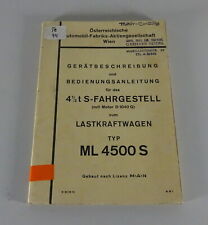 Österreichische
Automobil-Fabriks-Aktiengesellschaft
Wien
GERÄTBESCHREIBUNG
und
BEDIENUNGSANLEITUNG
für das
4½ t S-FAHRGESTELL
(mit Motor D 1040 G)
zum
LASTKRAFTWAGEN
TYP
ML 4500 S
Gebaut nach Lizenz M·A·N